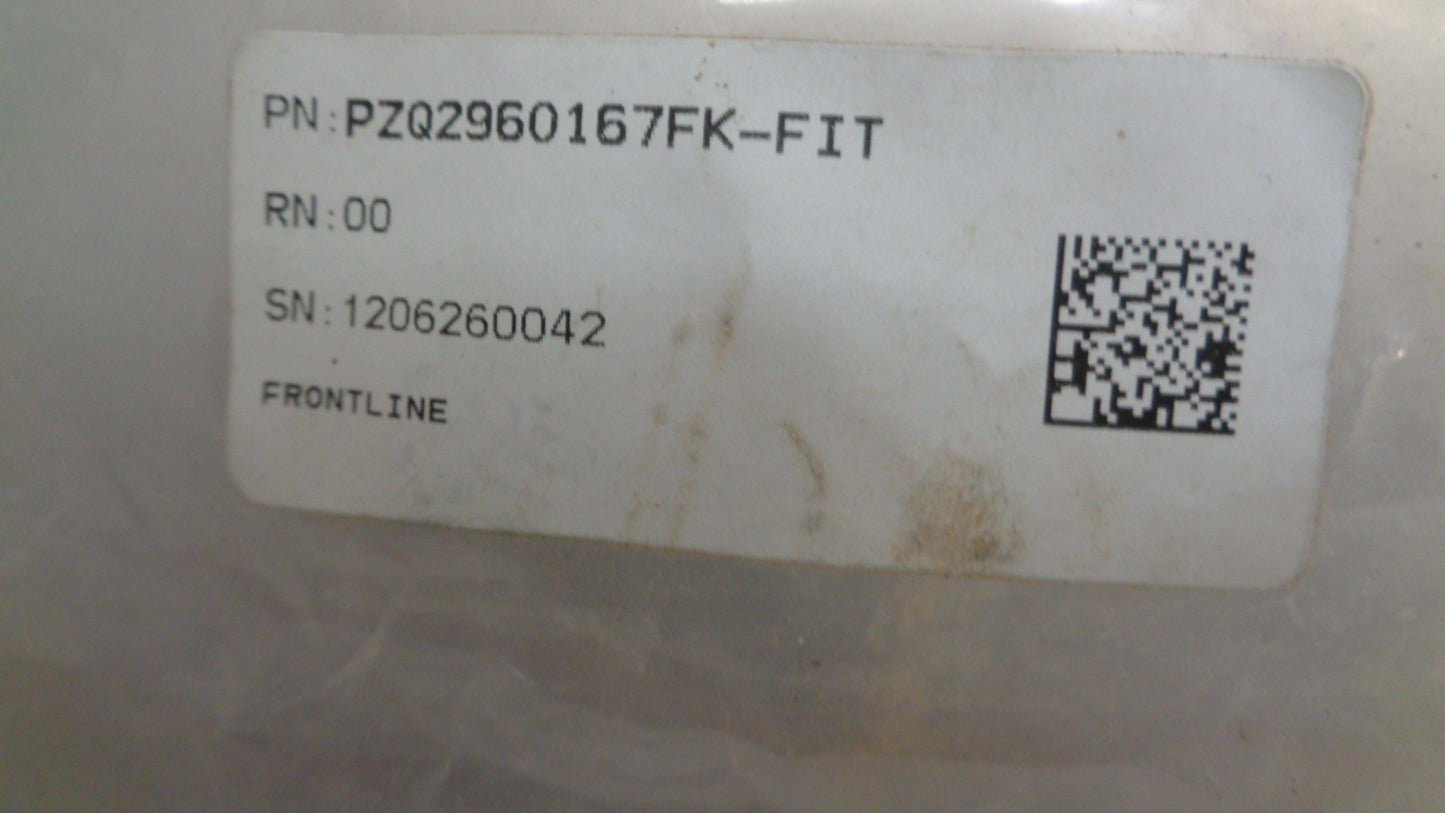 PN:PZQ2960167FK-FIT
RN:00
SN:1206260042
FRONTLINE